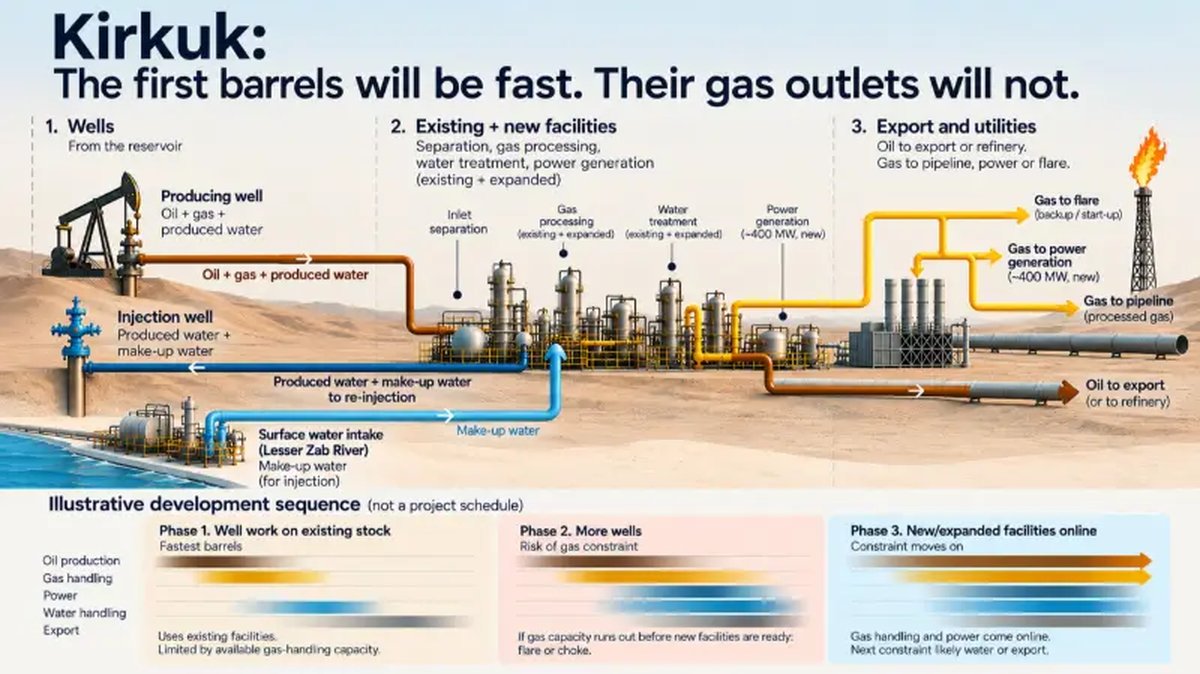 Kirkuk:
The first barrels will be fast. Their gas outlets will not.
1. Wells
From the reservoir
2. Existing + new facilities
Separation, gas processing,
water treatment, power generation
(existing + expanded)
3. Export and utilities
Oil to export or refinery.
Gas to pipeline, power or flare.
Producing well
Oil + gas +
produced water
Oil + gas + produced water
Injection well
Produced water +
make-up water
Produced water + make-up water
to re-injection
Surface water intake
(Lesser Zab River)
Make-up water
(for injection)
Make-up water
Inlet
separation
Gas
processing
(existing + expanded)
Water
treatment
(existing + expanded)
Power
generation
(~400 MW, new)
Gas to flare
(backup / start-up)
Gas to power
generation
(~400 MW, new)
Gas to pipeline
(processed gas)
Oil to export
(or to refinery)
Illustrative development sequence (not a project schedule)
Oil production
Gas handling
Power
Water handling
Export
Phase 1. Well work on existing stock
Fastest barrels
Uses existing facilities.
Limited by available gas-handling capacity.
Phase 2. More wells
Risk of gas constraint
If gas capacity runs out before new facilities are ready:
flare or choke.
Phase 3. New/expanded facilities online
Constraint moves on
Gas handling and power come online.
Next constraint likely water or export.